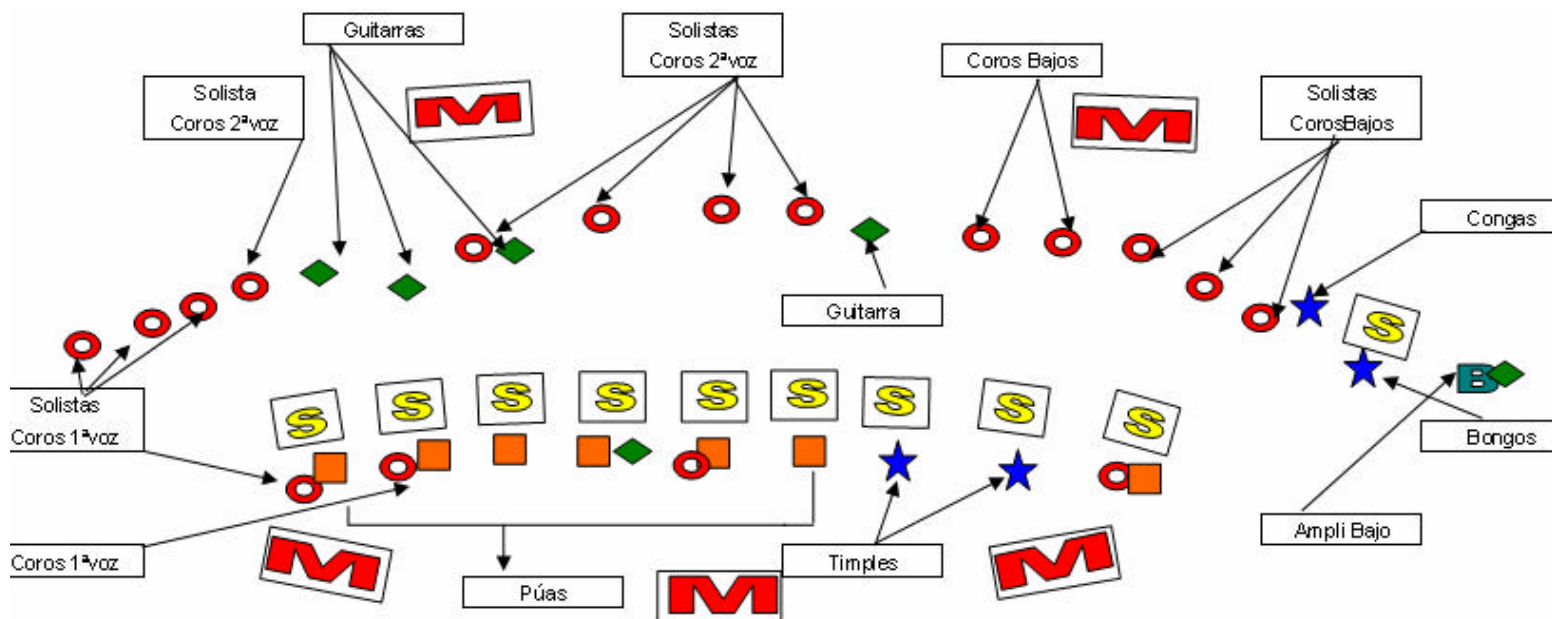 Guitarras
Solistas
Coros 2ªvoz
Coros Bajos
Solista
Coros 2ªvoz
M
M
Solistas
CorosBajos
Congas
Guitarra
S
B
Solistas
Coros 1ªvoz
S
S
S
S
S
S
S
S
S
Bongos
Ampli Bajo
Coros 1ªvoz
M
M
M
Púas
Timples